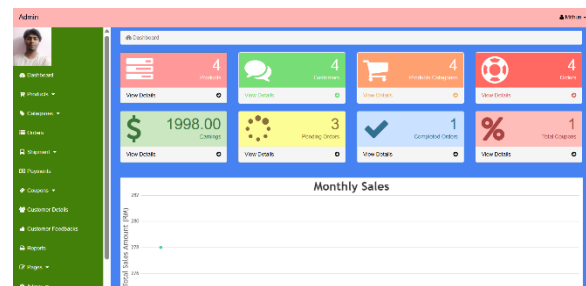 Admin
Mithun
Dashboard
Dashboard
Products
Categories
Orders
Shipment
Payments
Coupons
Customer Details
Customer Feedbacks
Reports
Pages
4
Products
View Details
4
Customers
View Details
4
Products Categories
View Details
4
Orders
View Details
1998.00
Earnings
View Details
3
Pending Orders
View Details
1
Completed Orders
View Details
1
Total Coupons
View Details
Monthly Sales
Total Sales Amount (RM)
282
280
278
276